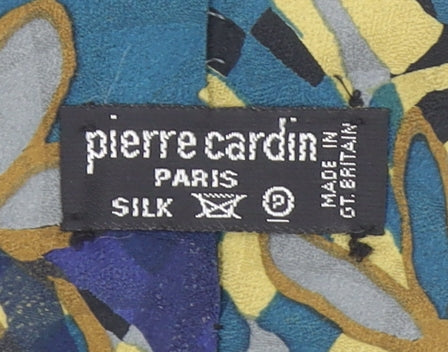 pierre cardin
PARIS
SILK P
MADE IN
GT. BRITAIN